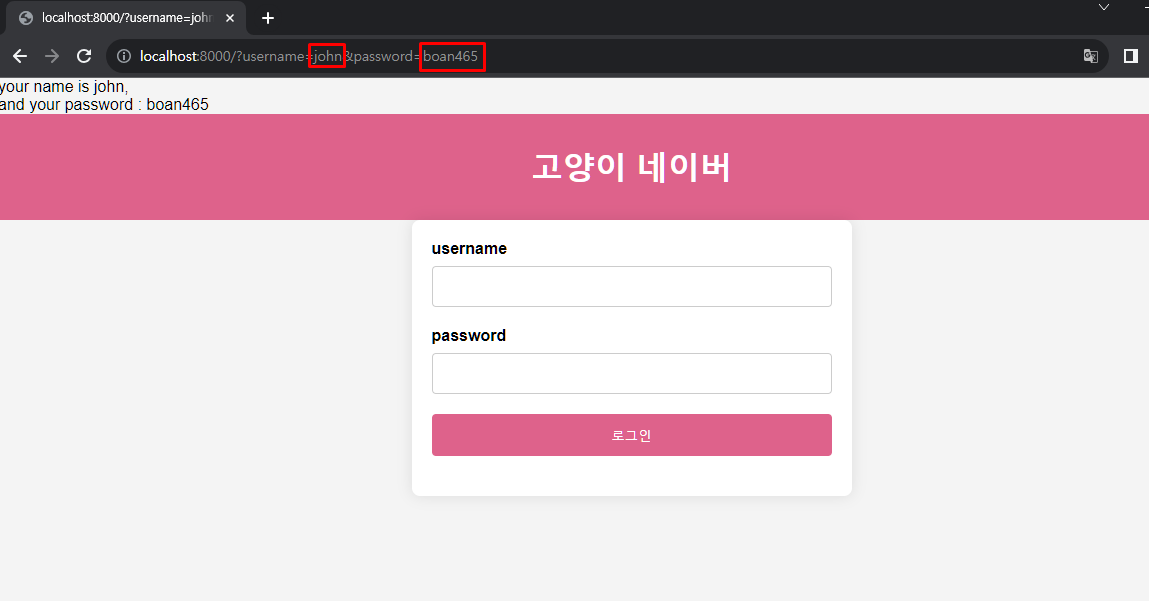 localhost:8000/?username=john
localhost:8000/?username=john&password=boan465
your name is john,
and your password : boan465
고양이 네이버
username
password
로그인